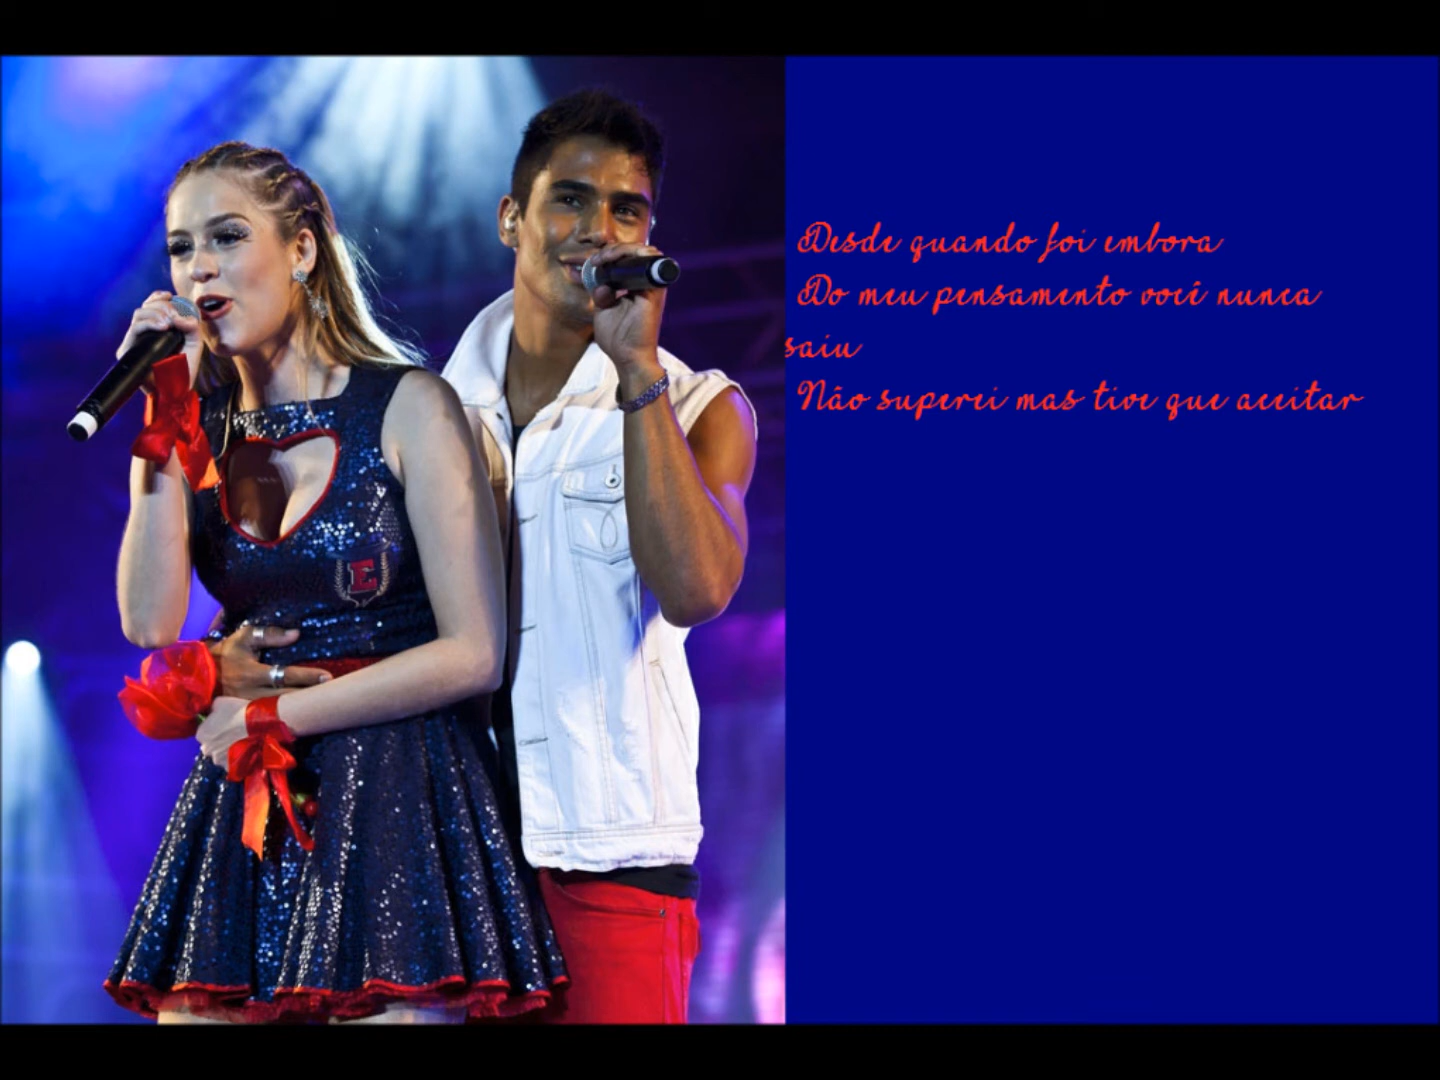 Desde quando foi embora
Do meu pensamento você nunca
saiu
Não superei mas tive que aceitar
E